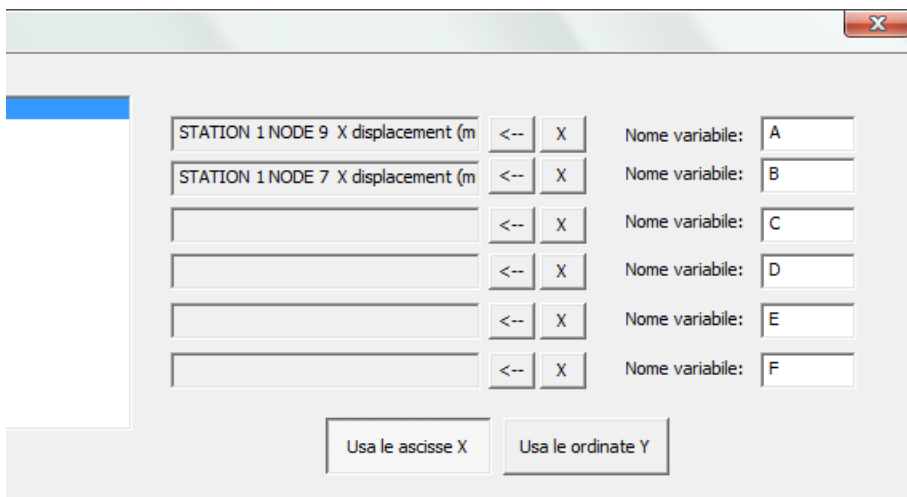 X
STATION 1 NODE 9 X displacement (m <-- X Nome variabile: A
STATION 1 NODE 7 X displacement (m <-- X Nome variabile: B
<-- X Nome variabile: C
<-- X Nome variabile: D
<-- X Nome variabile: E
<-- X Nome variabile: F
Usa le ascisse X Usa le ordinate Y